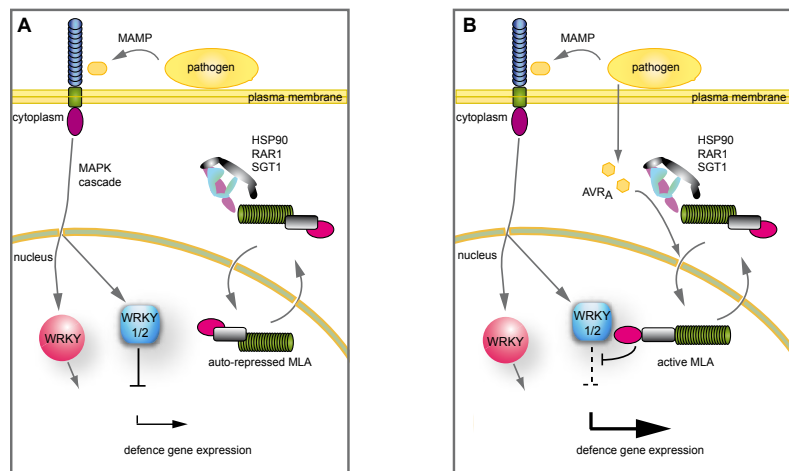 A
MAMP
pathogen
plasma membrane
cytoplasm
HSP90
RAR1
SGT1
MAPK
cascade
nucleus
WRKY
WRKY
1/2
auto-repressed MLA
defence gene expression
B
MAMP
pathogen
plasma membrane
cytoplasm
HSP90
RAR1
SGT1
AVRA
nucleus
WRKY
1/2
WRKY
active MLA
defence gene expression